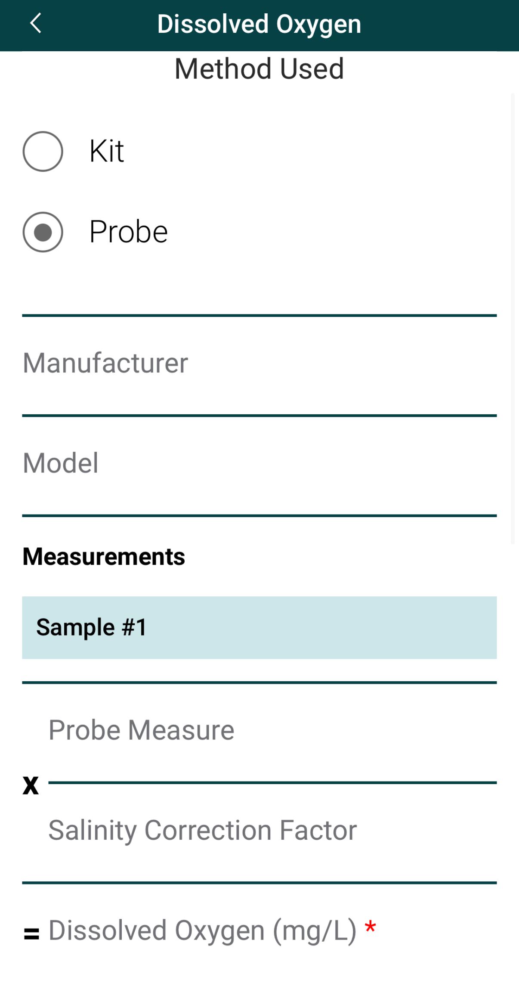 Dissolved Oxygen
Method Used
Kit
Probe
Manufacturer
Model
Measurements
Sample #1
Probe Measure
x
Salinity Correction Factor
= Dissolved Oxygen (mg/L) *